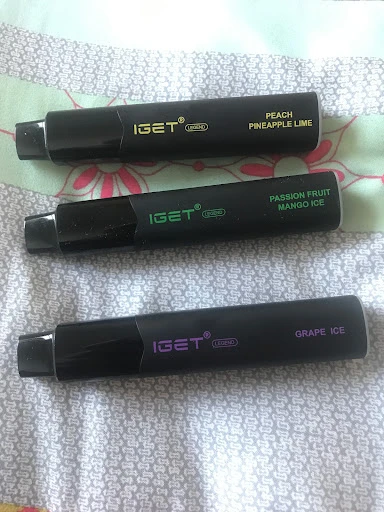 IGET® LEGEND
PEACH
PINEAPPLE LIME
IGET® LEGEND
PASSION FRUIT
MANGO ICE
IGET® LEGEND
GRAPE ICE